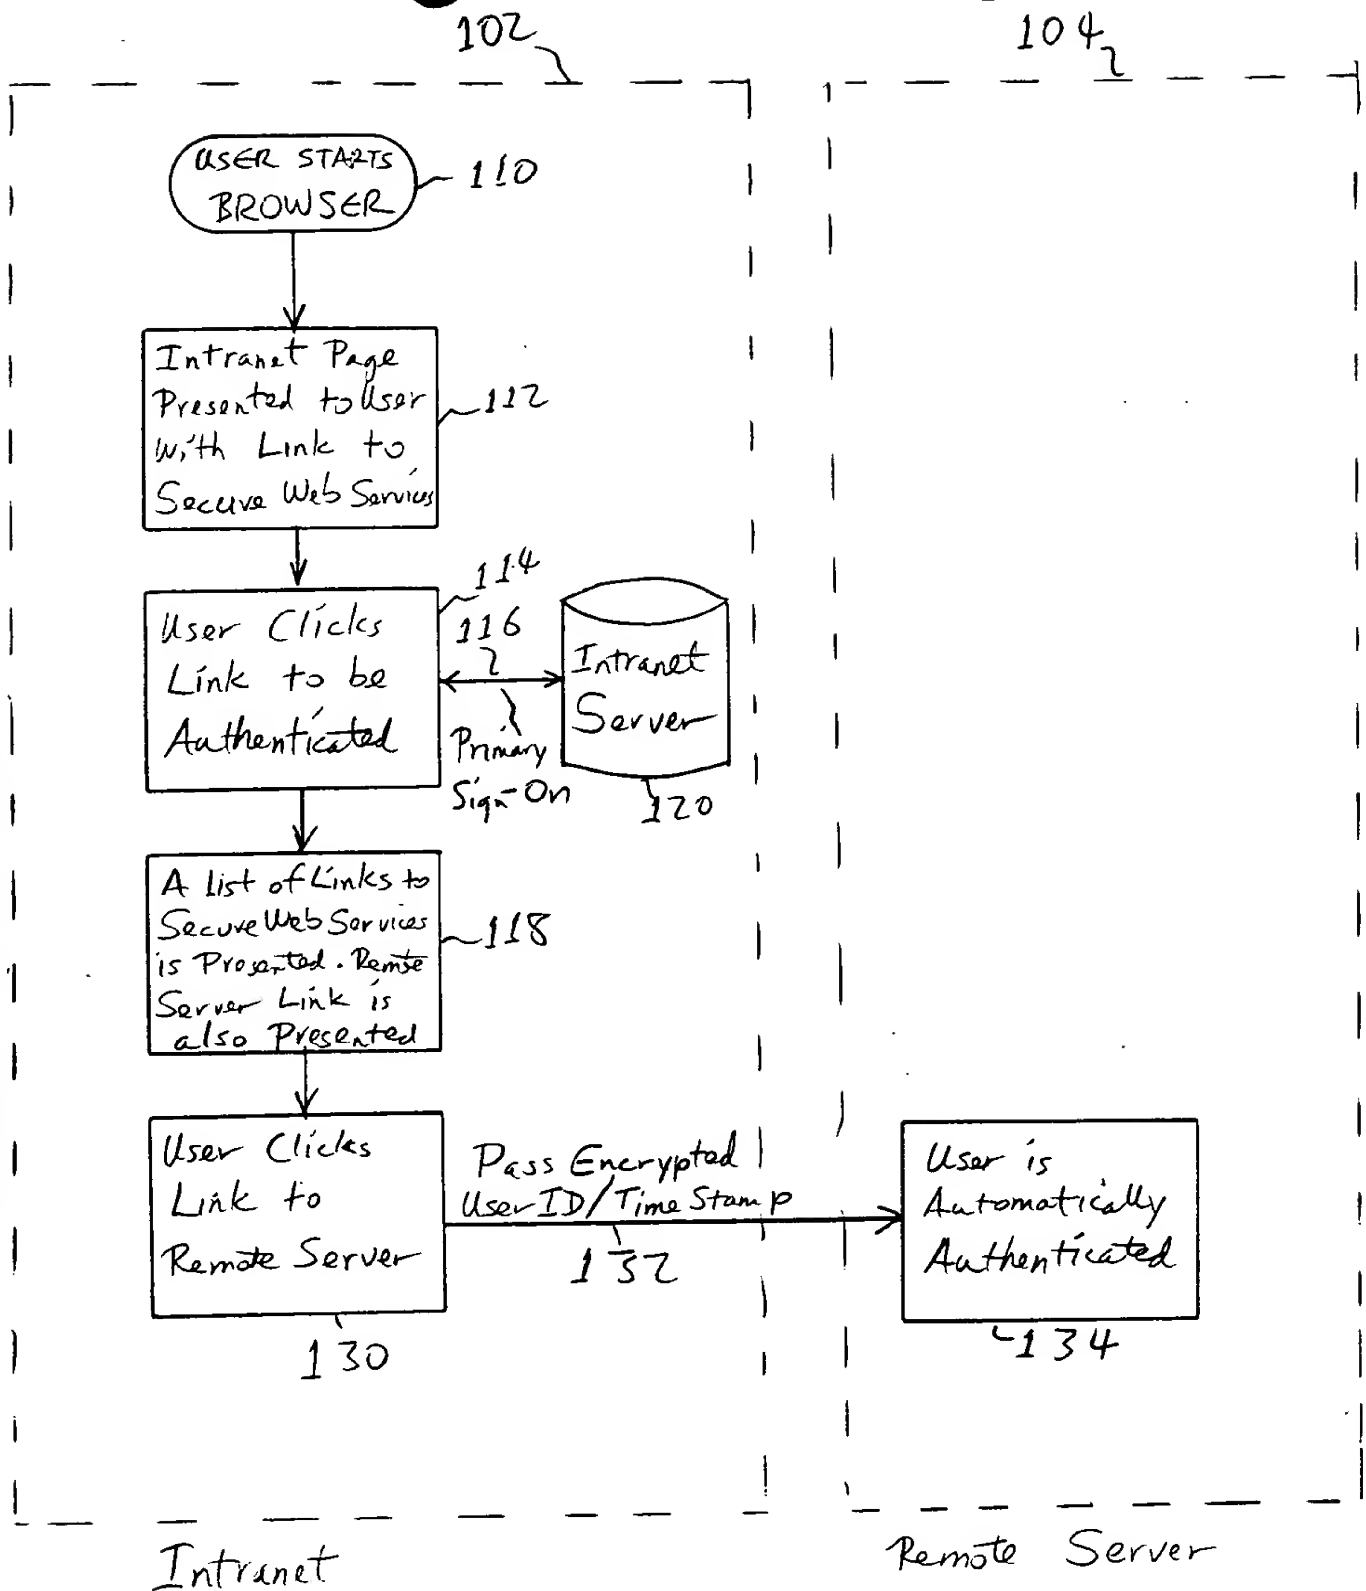 102
104
USER STARTS
BROWSER
110
Intranet Page
Presented to User
with Link to
Secure Web Services
112
User Clicks
Link to be
Authenticated
114
116
Primary
Sign-On
Intranet
Server
120
A list of Links to
Secure Web Services
is Presented. Remote
Server Link is
also Presented
118
User Clicks
Link to
Remote Server
130
Pass Encrypted
User ID/Time Stamp
132
User is
Automatically
Authenticated
134
Intranet
Remote Server